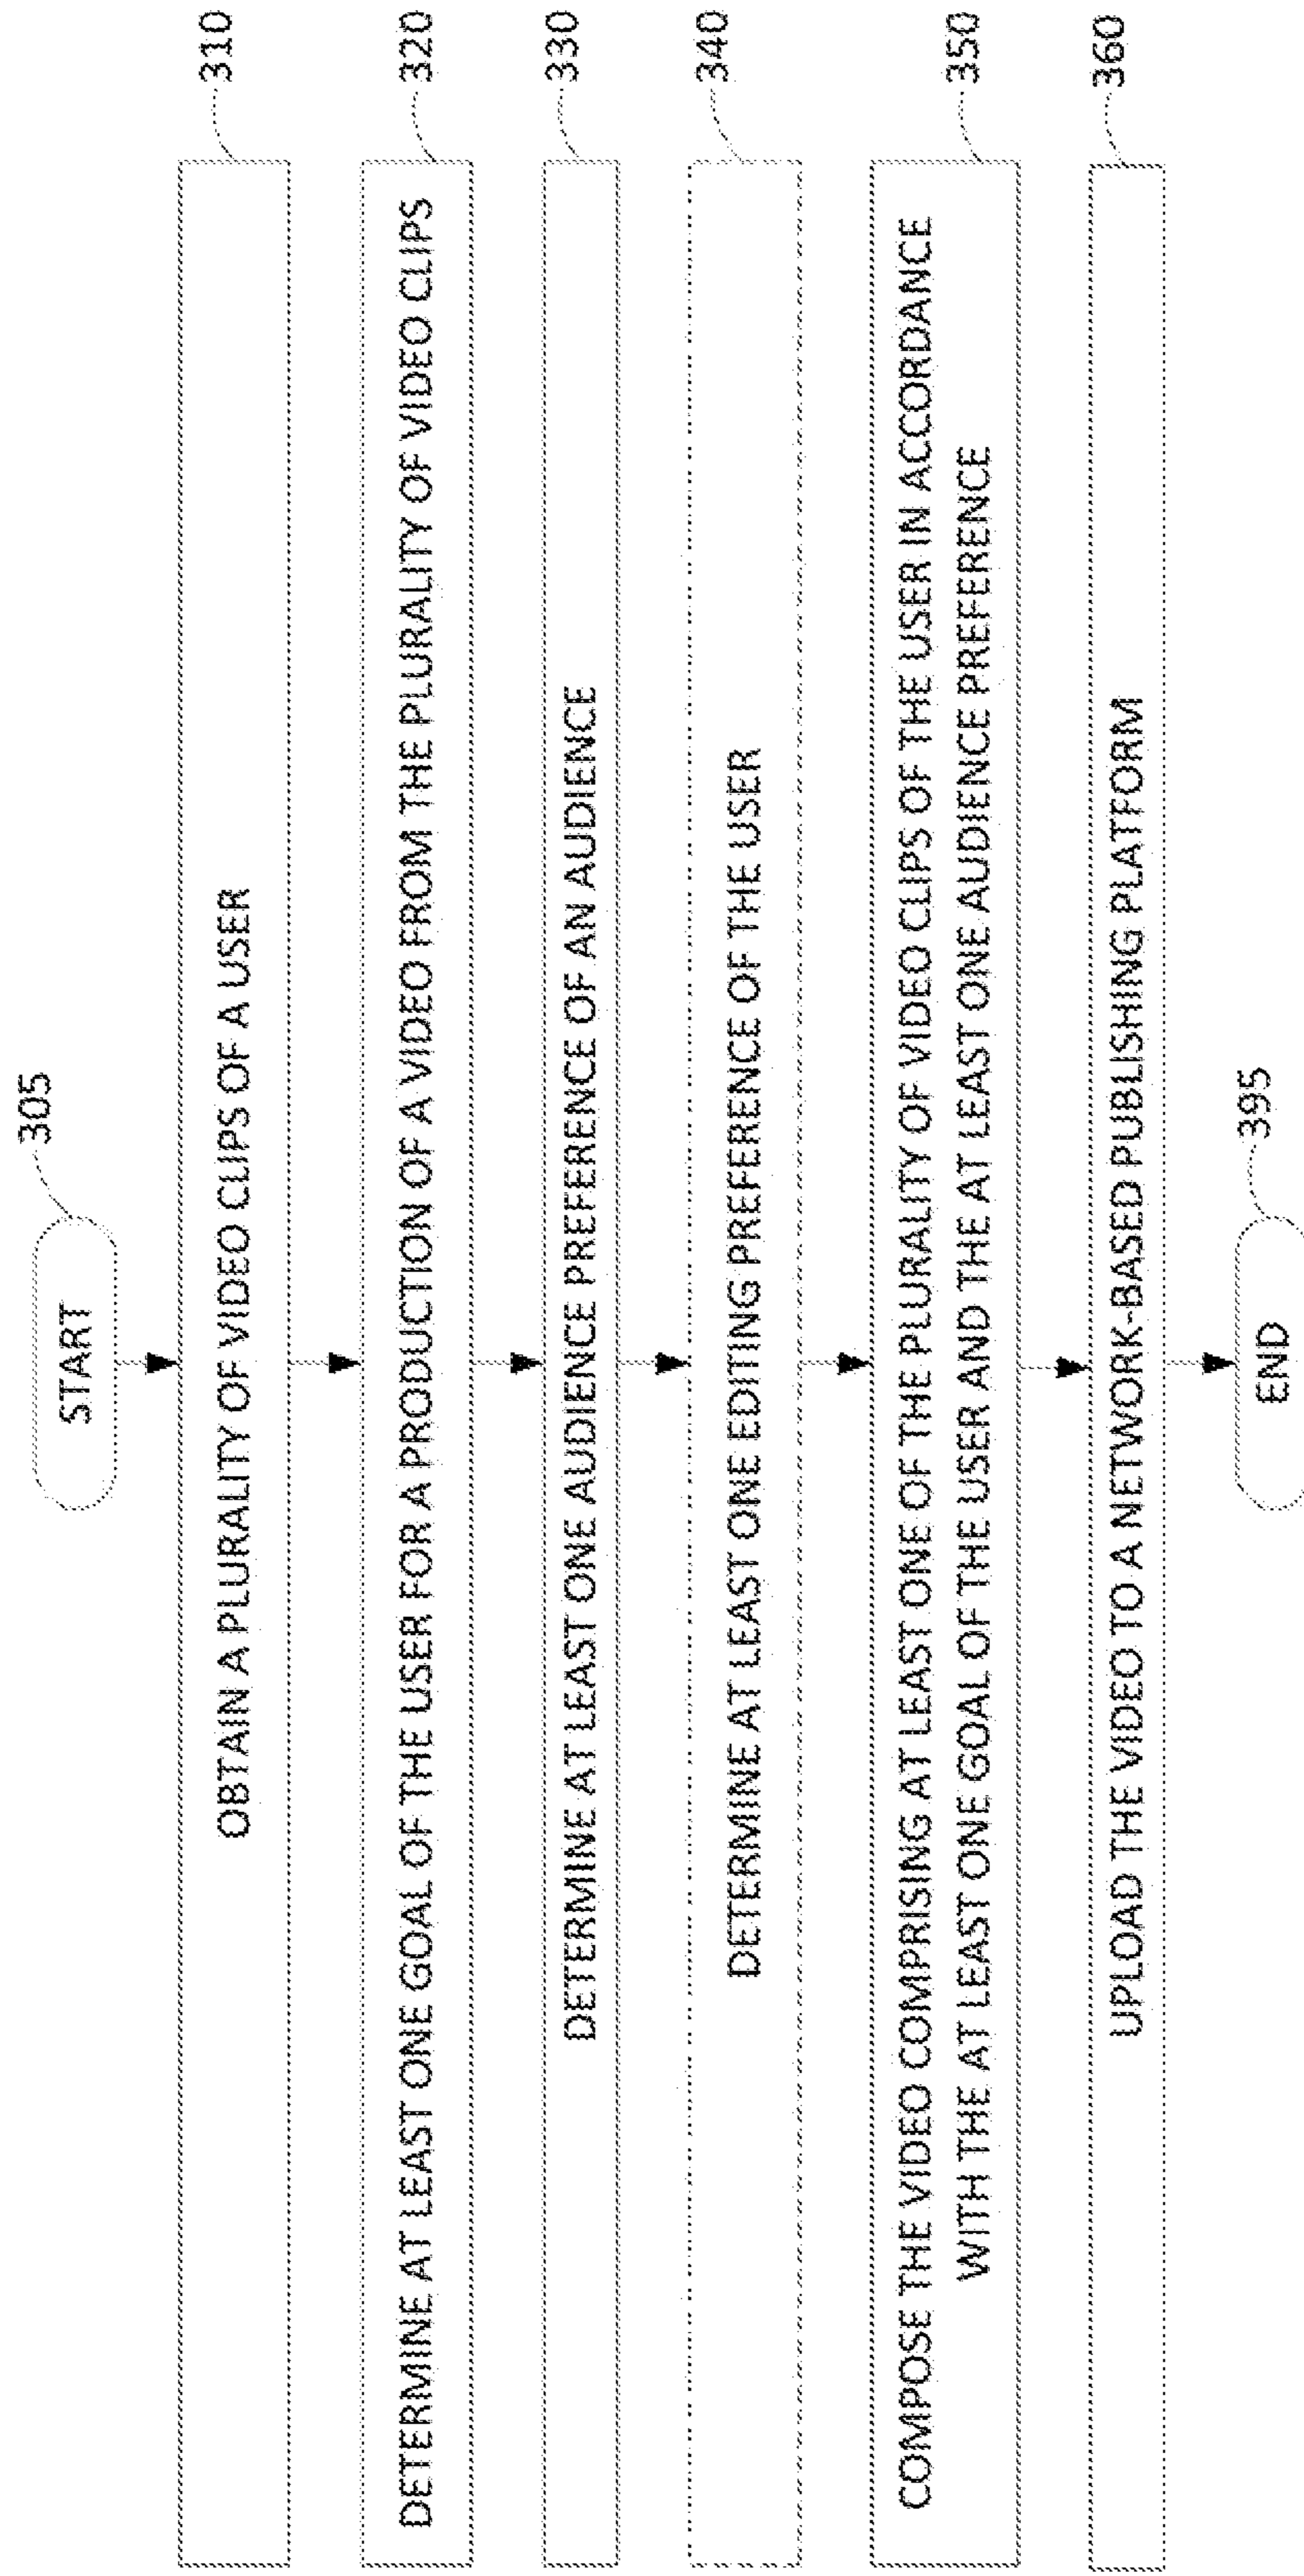 305
START
310
OBTAIN A PLURALITY OF VIDEO CLIPS OF A USER
320
DETERMINE AT LEAST ONE GOAL OF THE USER FOR A PRODUCTION OF A VIDEO FROM THE PLURALITY OF VIDEO CLIPS
330
DETERMINE AT LEAST ONE AUDIENCE PREFERENCE OF AN AUDIENCE
340
DETERMINE AT LEAST ONE EDITING PREFERENCE OF THE USER
350
COMPOSE THE VIDEO COMPRISING AT LEAST ONE OF THE PLURALITY OF VIDEO CLIPS OF THE USER IN ACCORDANCE
WITH THE AT LEAST ONE GOAL OF THE USER AND THE AT LEAST ONE AUDIENCE PREFERENCE
360
UPLOAD THE VIDEO TO A NETWORK-BASED PUBLISHING PLATFORM
395
END